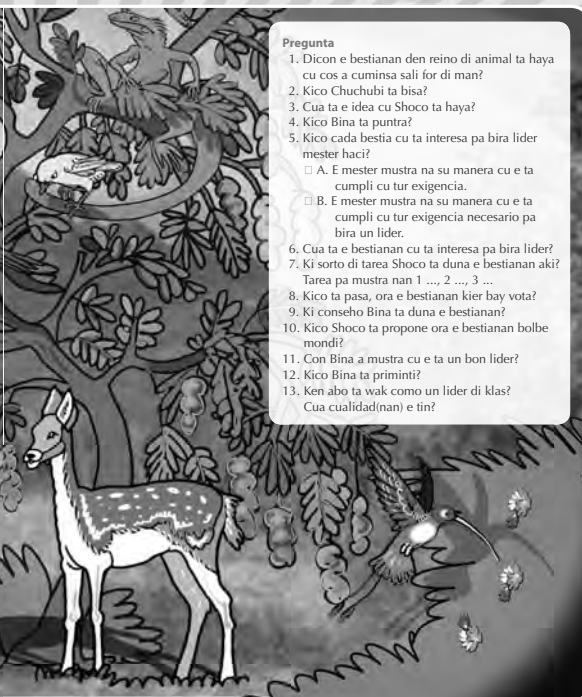 Pregunta
1. Dicon e bestianan den reino di animal ta haya
cu cos a cuminsa sali for di man?
2. Kico Chuchubi ta bisa?
3. Cua ta e idea cu Shoco ta haya?
4. Kico Bina ta puntra?
5. Kico cada bestia cu ta interesa pa bira lider
mester haci?
□ A. E mester mustra na su manera cu e ta
cumpli cu tur exigencia.
□ B. E mester mustra na su manera cu e ta
cumpli cu tur exigencia necesario pa
bira un lider.
6. Cua ta e bestianan cu ta interesa pa bira lider?
7. Ki sorto di tarea Shoco ta duna e bestianan aki?
Tarea pa mustra nan 1 ..., 2 ..., 3 ...
8. Kico ta pasa, ora e bestianan kier bay vota?
9. Ki conseho Bina ta duna e bestianan?
10. Kico Shoco ta propone ora e bestianan bolbe
mondi?
11. Con Bina a mustra cu e ta un bon lider?
12. Kico Bina ta priminti?
13. Ken abo ta wak como un lider di klas?
Cua cualidad(nan) e tin?